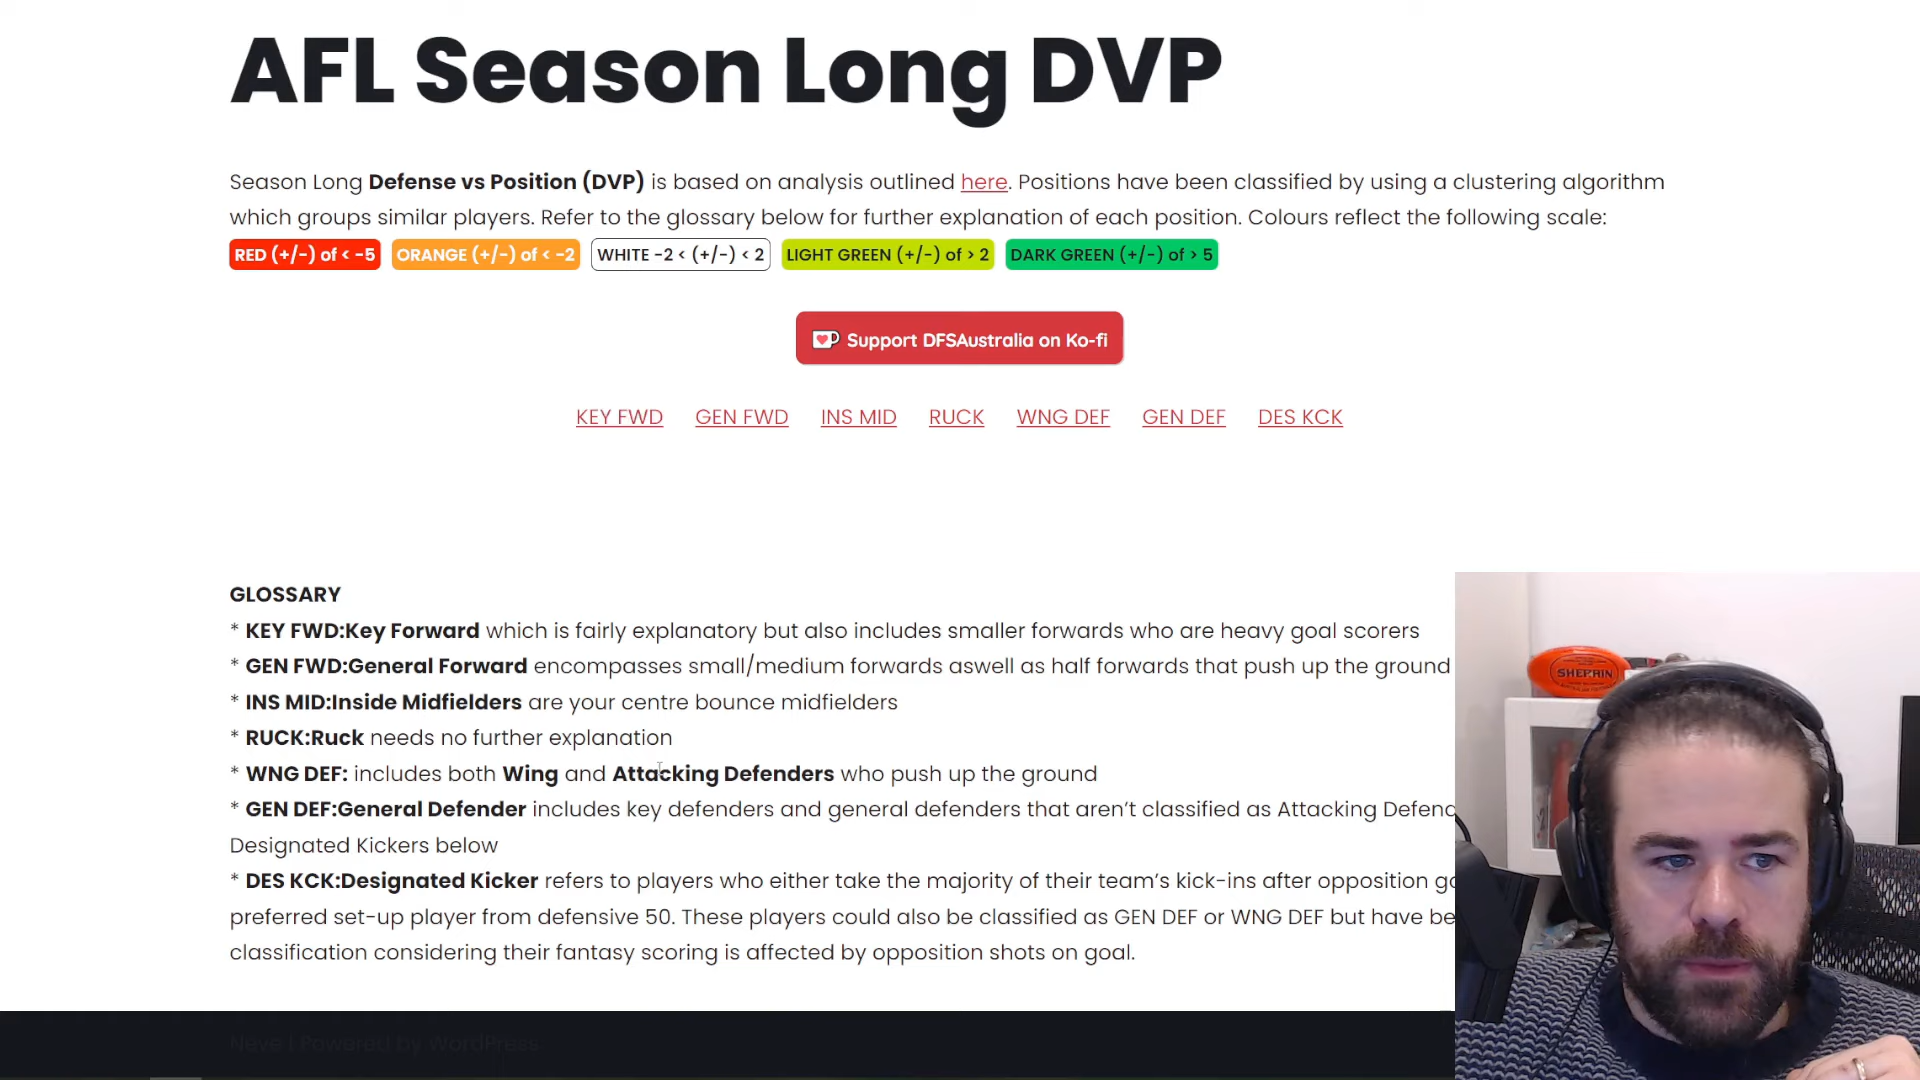 AFL Season Long DVP
Season Long Defense vs Position (DVP) is based on analysis outlined here. Positions have been classified by using a clustering algorithm
which groups similar players. Refer to the glossary below for further explanation of each position. Colours reflect the following scale:
RED (+/-) of < -5 ORANGE (+/-) of < -2 WHITE -2 < (+/-) < 2 LIGHT GREEN (+/-) of > 2 DARK GREEN (+/-) of > 5
Support DFSAustralia on Ko-fi
KEY FWD GEN FWD INS MID RUCK WNG DEF GEN DEF DES KCK
GLOSSARY
* KEY FWD:Key Forward which is fairly explanatory but also includes smaller forwards who are heavy goal scorers
* GEN FWD:General Forward encompasses small/medium forwards aswell as half forwards that push up the ground
* INS MID:Inside Midfielders are your centre bounce midfielders
* RUCK:Ruck needs no further explanation
* WNG DEF: includes both Wing and Attacking Defenders who push up the ground
* GEN DEF:General Defender includes key defenders and general defenders that aren't classified as Attacking Defend
Designated Kickers below
* DES KCK:Designated Kicker refers to players who either take the majority of their team's kick-ins after opposition
preferred set-up player from defensive 50. These players could also be classified as GEN DEF or WNG DEF but have be
classification considering their fantasy scoring is affected by opposition shots on goal.
Neve | Powered by WordPress
SHERRIN